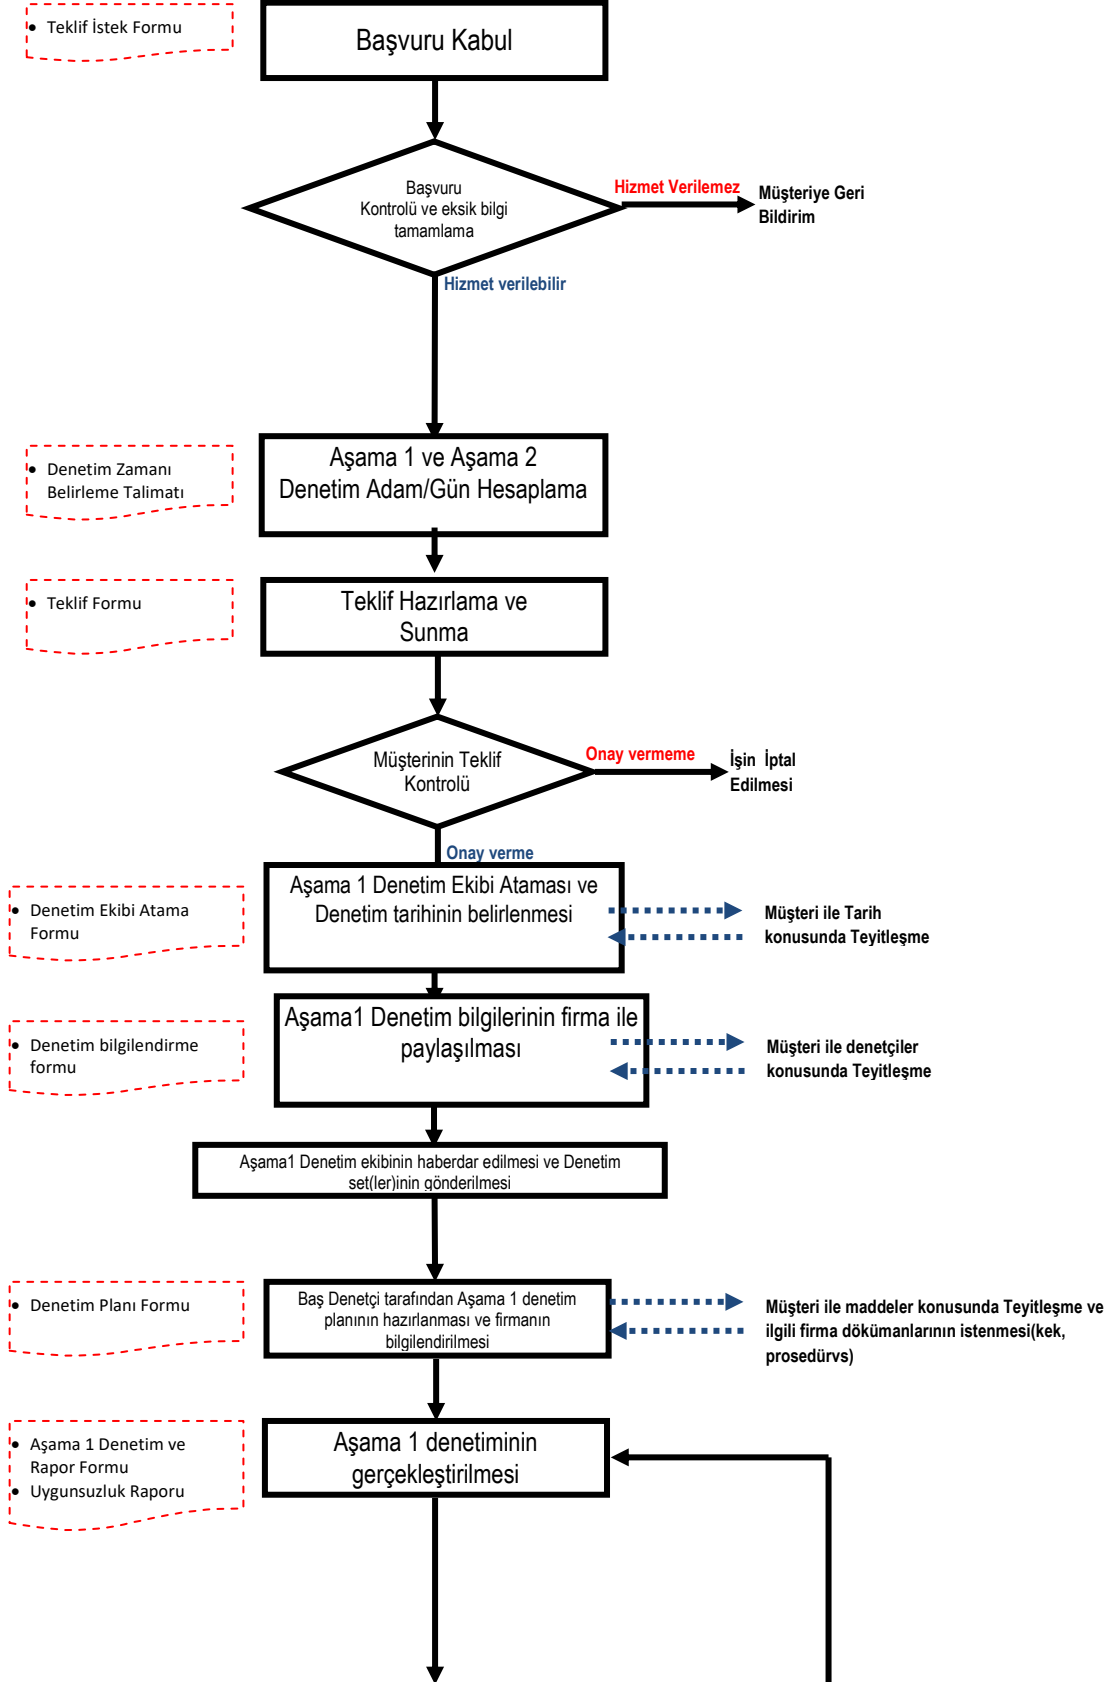 Teklif İstek Formu
Başvuru Kabul
Başvuru
Kontrolü ve eksik bilgi
tamamlama
Hizmet Verilemez
Müşteriye Geri
Bildirim
Hizmet verilebilir
Denetim Zamanı
Belirleme Talimatı
Aşama 1 ve Aşama 2
Denetim Adam/Gün Hesaplama
Teklif Formu
Teklif Hazırlama ve
Sunma
Müşterinin Teklif
Kontrolü
Onay vermeme
İşin İptal
Edilmesi
Onay verme
Denetim Ekibi Atama
Formu
Aşama 1 Denetim Ekibi Ataması ve
Denetim tarihinin belirlenmesi
Müşteri ile Tarih
konusunda Teyitleşme
Denetim bilgilendirme
formu
Aşama1 Denetim bilgilerinin firma ile
paylaşılması
Müşteri ile denetçiler
konusunda Teyitleşme
Aşama1 Denetim ekibinin haberdar edilmesi ve Denetim
set(ler)inin gönderilmesi
Denetim Planı Formu
Baş Denetçi tarafından Aşama 1 denetim
planının hazırlanması ve firmanın
bilgilendirilmesi
Müşteri ile maddeler konusunda Teyitleşme ve
ilgili firma dökümanlarının istenmesi(kek,
prosedürvs)
Aşama 1 Denetim ve
Rapor Formu
Uygunsuzluk Raporu
Aşama 1 denetiminin
gerçekleştirilmesi